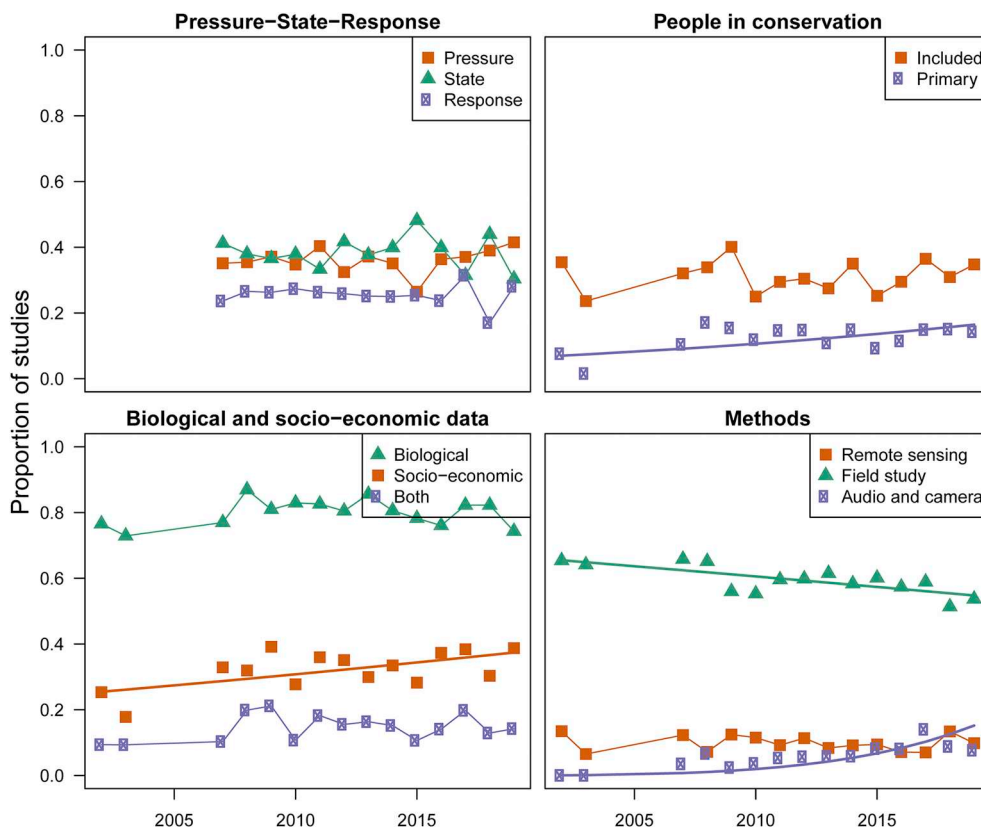 Pressure−State−Response
People in conservation
Proportion of studies
1.0
0.8
0.6
0.4
0.2
0.0
Pressure
State
Response
Included
Primary
Biological and socio−economic data
Methods
1.0
0.8
0.6
0.4
0.2
0.0
Biological
Socio−economic
Both
Remote sensing
Field study
Audio and camera
2005 2010 2015 2005 2010 2015